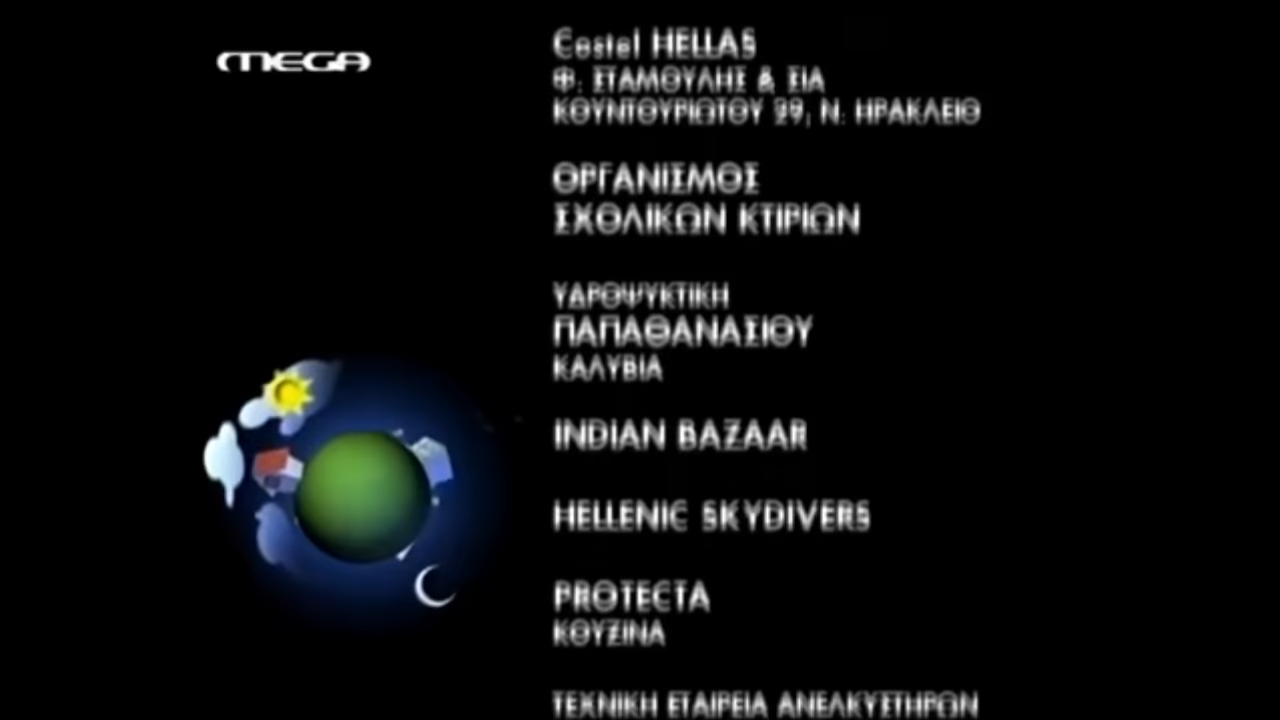 MEGA
Costel HELLAS
Φ. ΣΤΑΜΟΥΛΗΣ & ΣΙΑ
ΚΟΥΝΤΟΥΡΙΩΤΟΥ 29, Ν. ΗΡΑΚΛΕΙΟ
ΟΡΓΑΝΙΣΜΟΣ
ΣΧΟΛΙΚΩΝ ΚΤΙΡΙΩΝ
ΥΔΡΟΨΥΚΤΙΚΗ
ΠΑΠΑΘΑΝΑΣΙΟΥ
ΚΑΛΥΒΙΑ
INDIAN BAZAAR
HELLENIC SKYDIVERS
PROTECTA
ΚΟΥΖΙΝΑ
ΤΕΧΝΙΚΗ ΕΤΑΙΡΕΙΑ ΑΝΕΛΚΥΣΤΗΡΩΝ